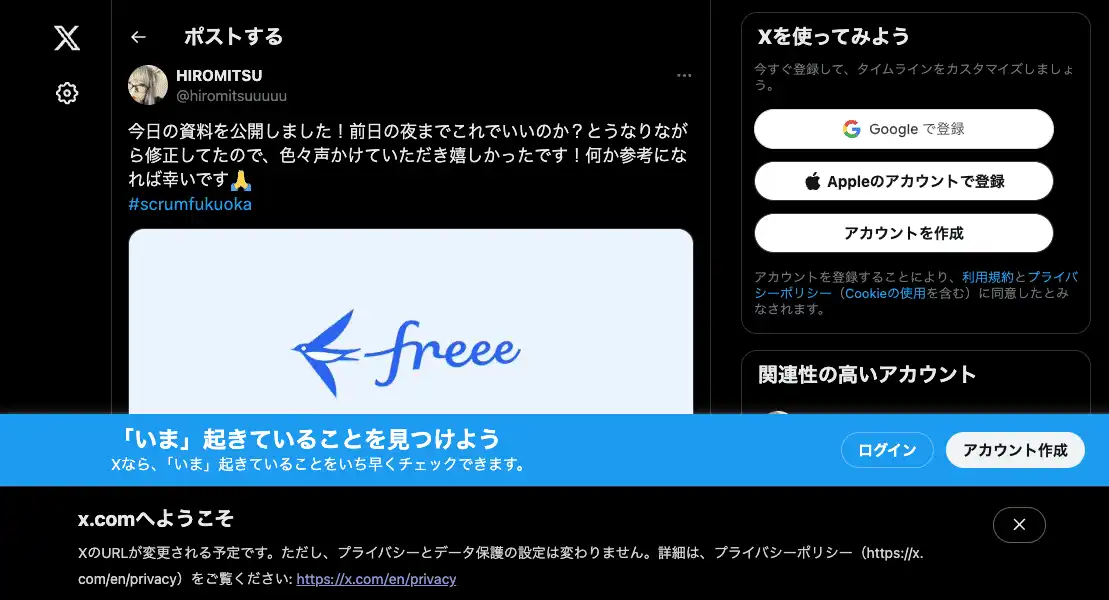 ポストする
HIROMITSU
@hiromitsuuuuu
今日の資料を公開しました！前日の夜までこれでいいのか？とうなりなが
ら修正してたので、色々声かけていただき嬉しかったです！何か参考にな
れば幸いです🙏
#scrumfukuoka
freee
Xを使ってみよう
今すぐ登録して、タイムラインをカスタマイズしましょ
う。
Google で登録
Appleのアカウントで登録
アカウントを作成
アカウントを登録することにより、利用規約とプライバ
シーポリシー（Cookieの使用を含む）に同意したとみ
なされます。
関連性の高いアカウント
「いま」起きていることを見つけよう
Xなら、「いま」起きていることをいち早くチェックできます。
ログイン
アカウント作成
x.comへようこそ
XのURLが変更される予定です。ただし、プライバシーとデータ保護の設定は変わりません。詳細は、プライバシーポリシー（https://x.
com/en/privacy）をご覧ください: https://x.com/en/privacy